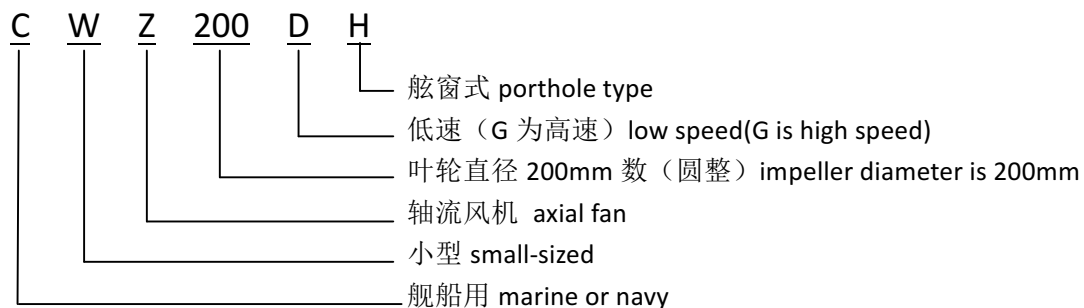 C W Z 200 D H
舷窗式 porthole type
低速（G 为高速）low speed(G is high speed)
叶轮直径 200mm 数（圆整）impeller diameter is 200mm
轴流风机 axial fan
小型 small-sized
舰船用 marine or navy